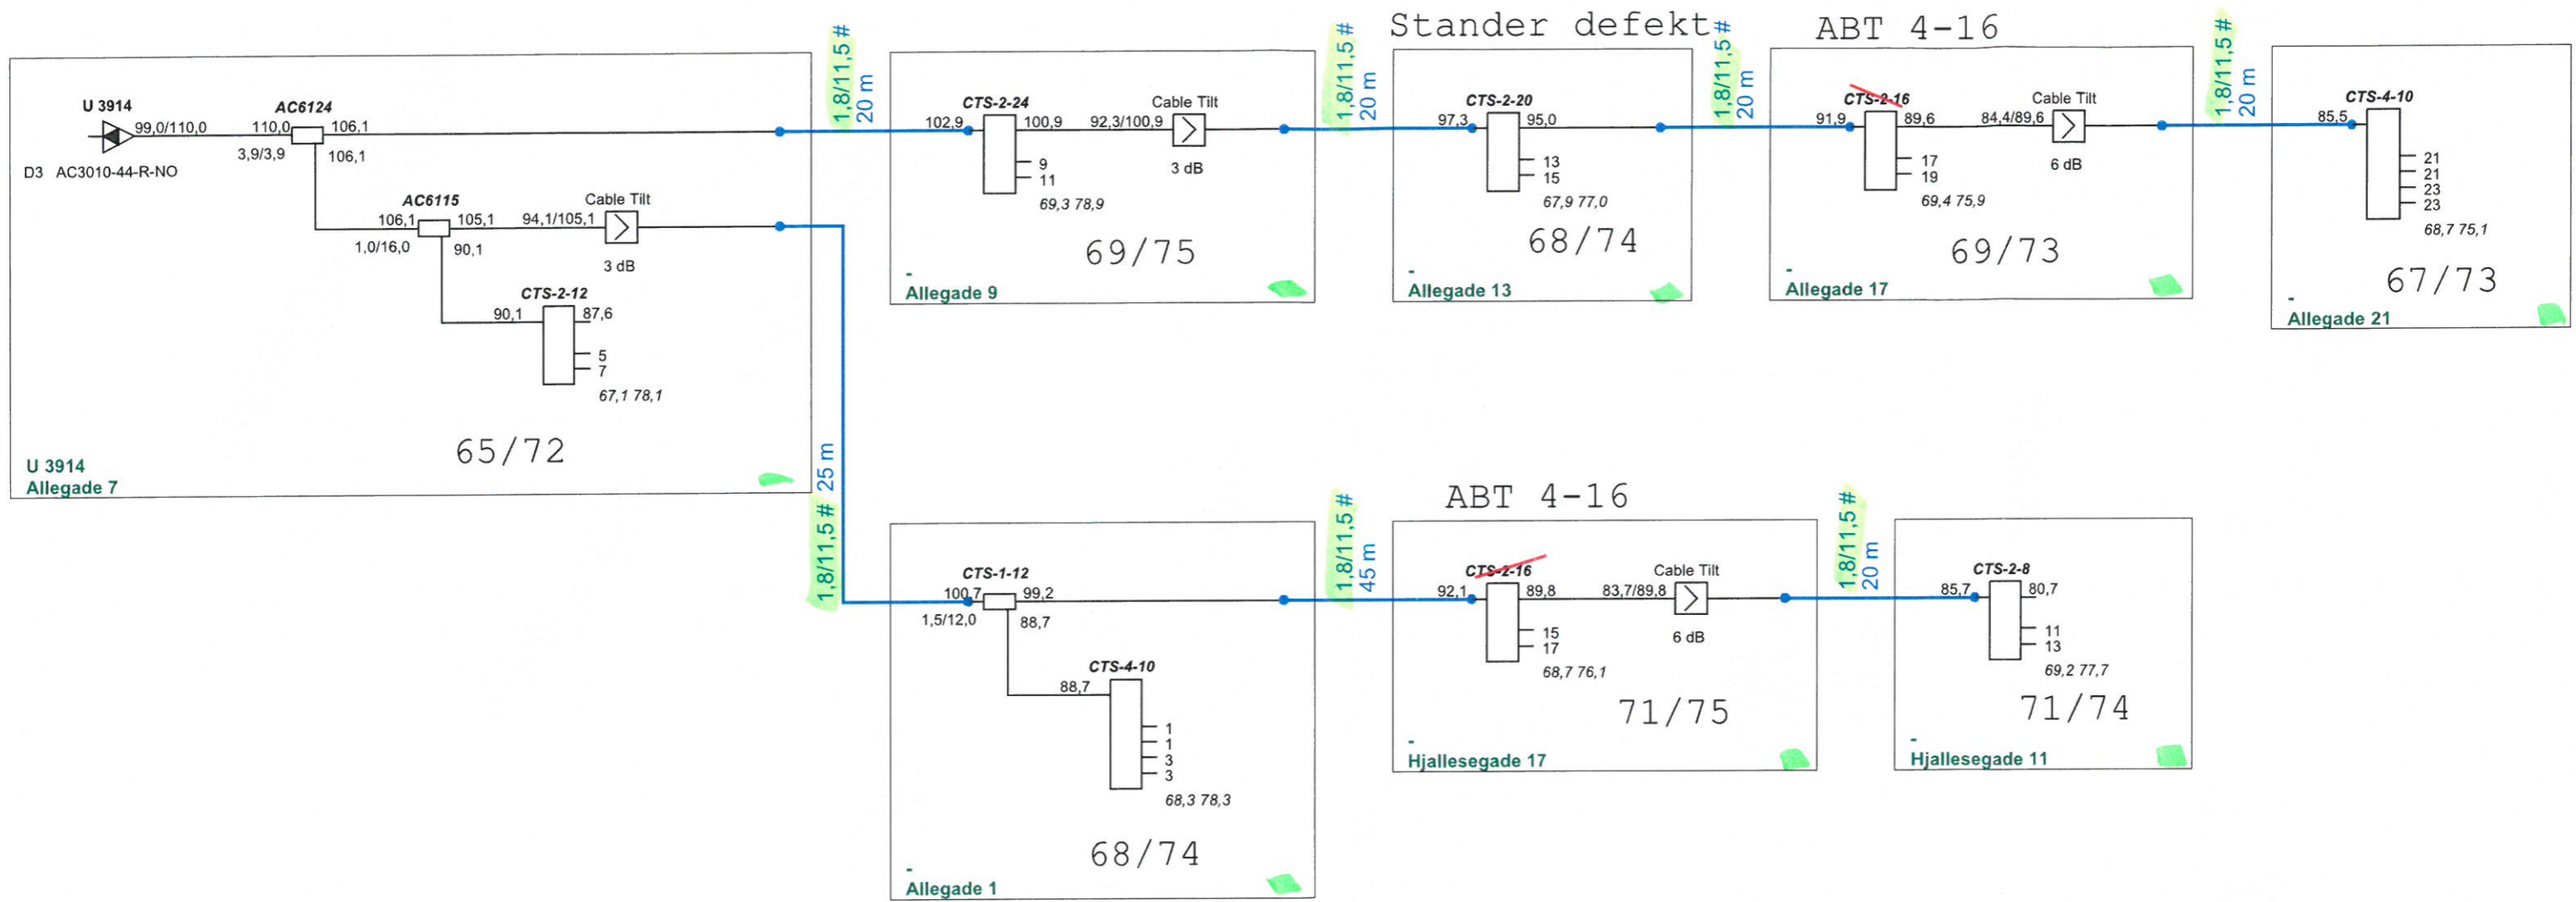 Stander defekt
ABT 4-16
1,8/11,5 #
20 m
1,8/11,5 #
20 m
1,8/11,5 #
20 m
1,8/11,5 #
20 m
U 3914
99,0/110,0
D3 AC3010-44-R-NO
AC6124
110,0
106,1
3,9/3,9
106,1
AC6115
106,1
105,1
1,0/16,0
90,1
94,1/105,1
Cable Tilt
3 dB
CTS-2-12
90,1
87,6
5
7
67,1 78,1
65/72
U 3914
Allegade 7
CTS-2-24
102,9
100,9
92,3/100,9
Cable Tilt
3 dB
9
11
69,3 78,9
69/75
-
Allegade 9
CTS-2-20
97,3
95,0
13
15
67,9 77,0
68/74
-
Allegade 13
CTS-2-16
91,9
89,6
84,4/89,6
Cable Tilt
6 dB
17
19
69,4 75,9
69/73
-
Allegade 17
CTS-4-10
85,5
21
21
23
23
68,7 75,1
67/73
-
Allegade 21
1,8/11,5 #
25 m
CTS-1-12
100,7
99,2
1,5/12,0
88,7
CTS-4-10
88,7
1
1
3
3
68,3 78,3
68/74
-
Allegade 1
1,8/11,5 #
45 m
ABT 4-16
CTS-2-16
92,1
89,8
83,7/89,8
Cable Tilt
6 dB
15
17
68,7 76,1
71/75
-
Hjallesegade 17
1,8/11,5 #
20 m
CTS-2-8
85,7
80,7
11
13
69,2 77,7
71/74
-
Hjallesegade 11